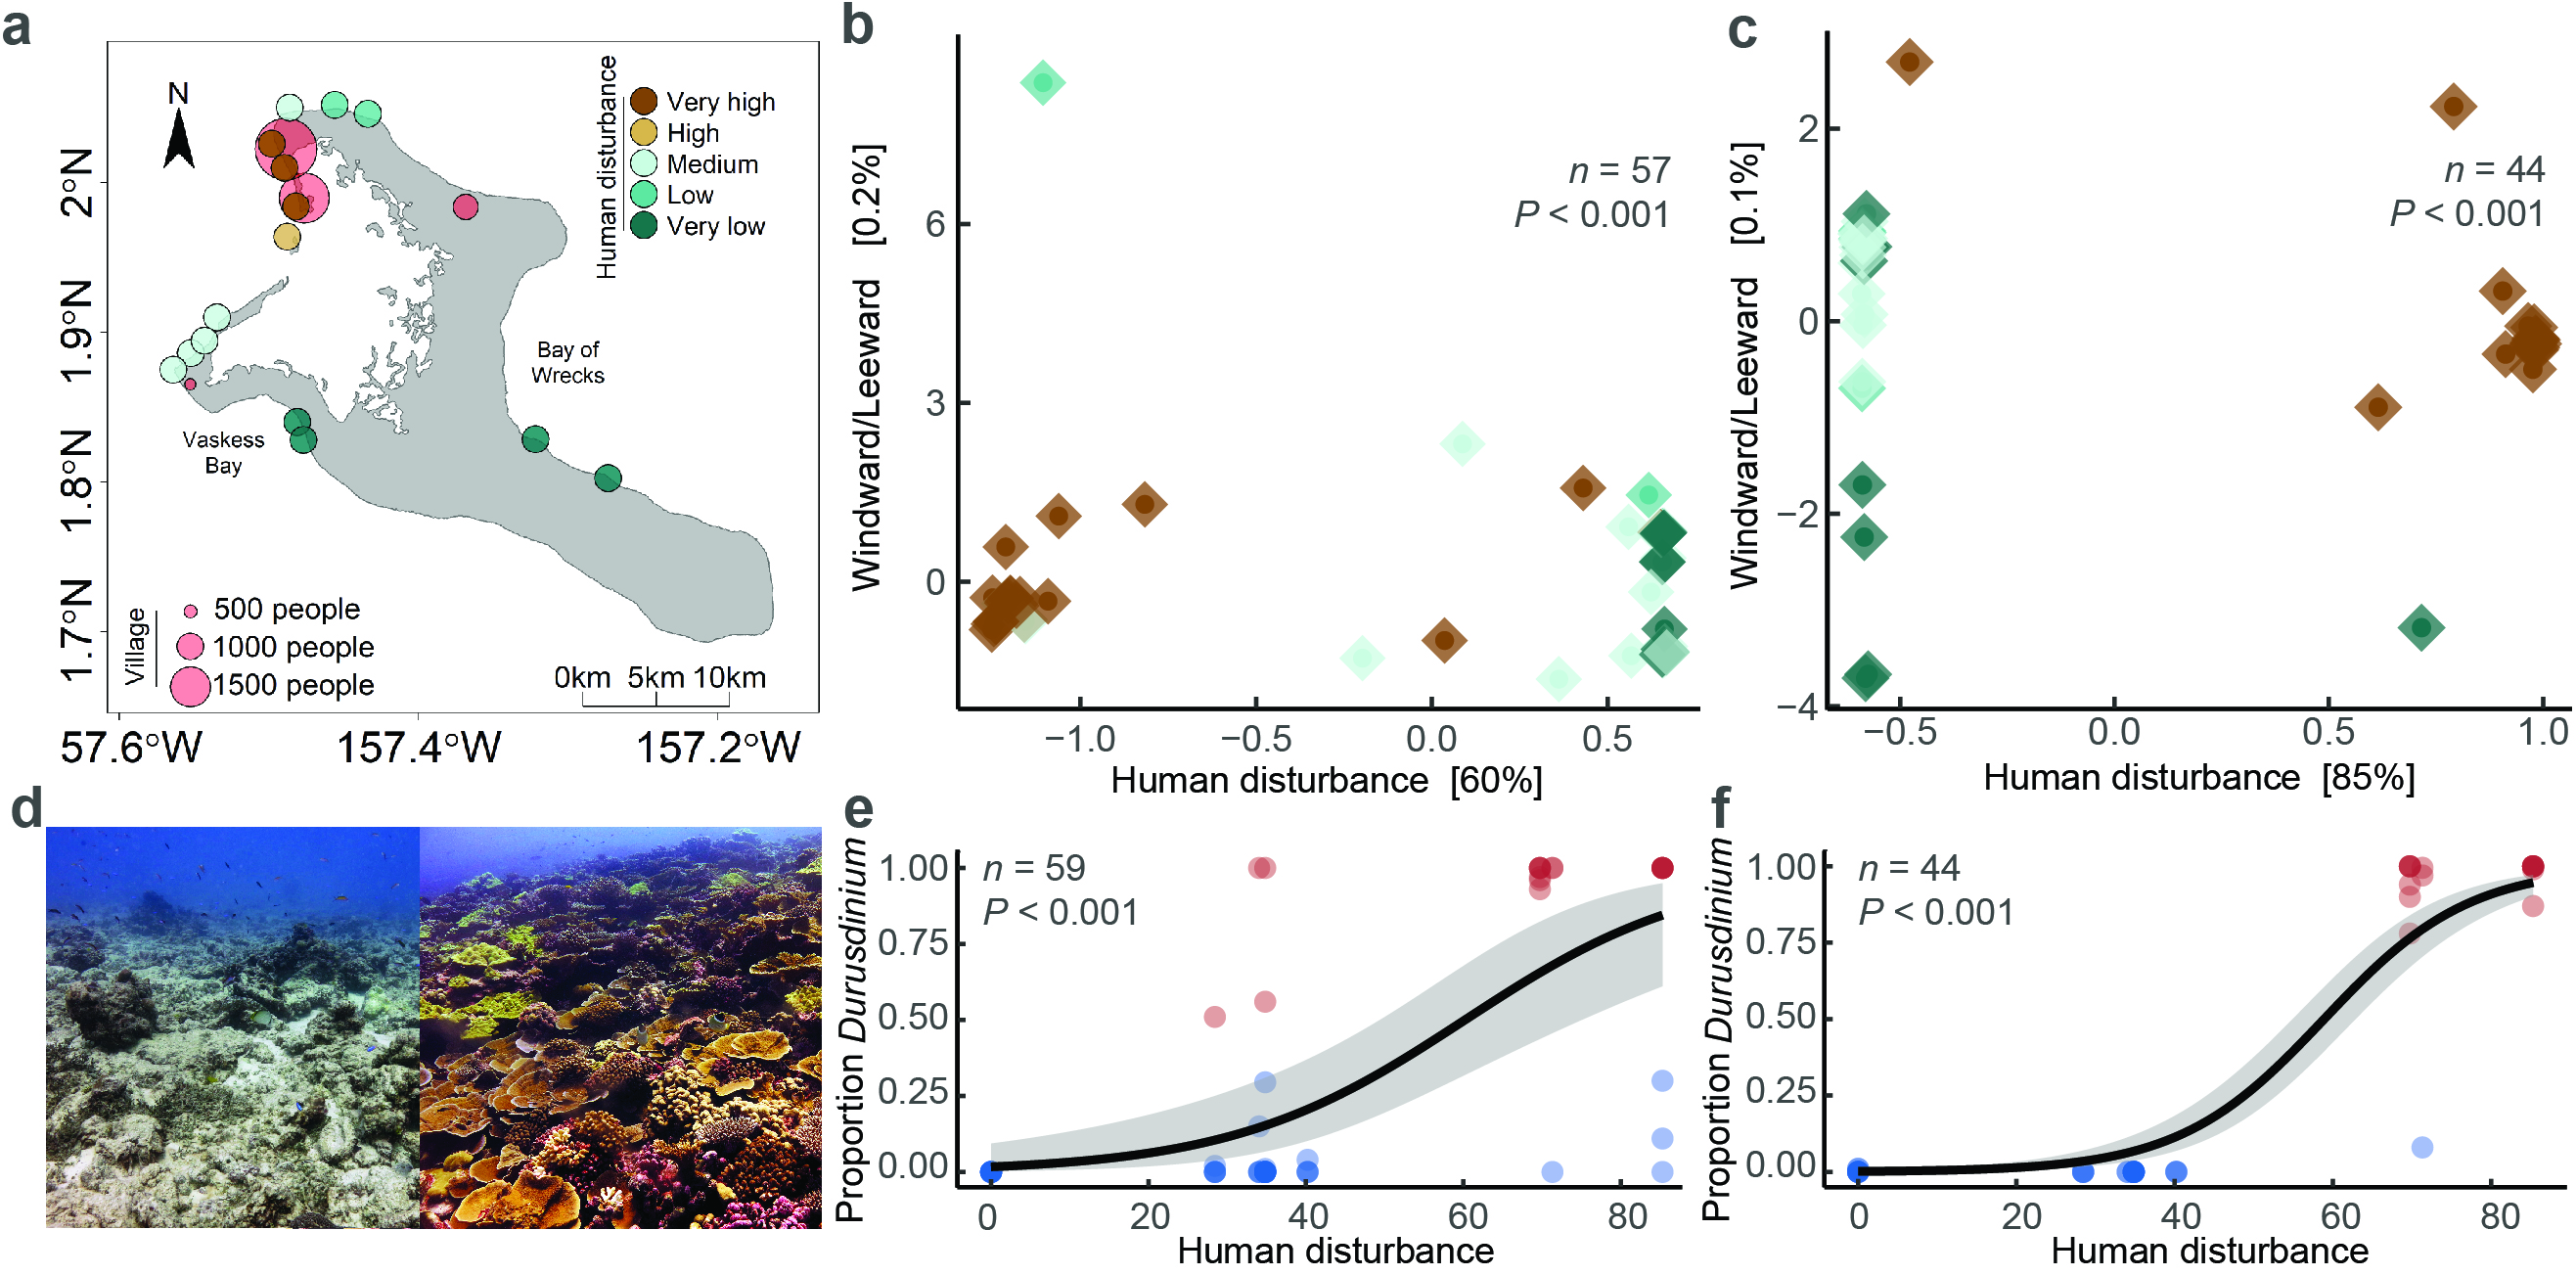 a
N
Human disturbance
Very high
High
Medium
Low
Very low
2°N
1.9°N
1.8°N
1.7°N
Bay of
Wrecks
Vaskess
Bay
Village
500 people
1000 people
1500 people
0km 5km 10km
57.6°W 157.4°W 157.2°W
b
Windward/Leeward [0.2%]
6
3
0
n = 57
P < 0.001
−1.0 −0.5 0.0 0.5
Human disturbance [60%]
c
Windward/Leeward [0.1%]
2
0
−2
−4
n = 44
P < 0.001
−0.5 0.0 0.5 1.0
Human disturbance [85%]
d
e
Proportion Durusdinium
1.00
0.75
0.50
0.25
0.00
n = 59
P < 0.001
0 20 40 60 80
Human disturbance
f
Proportion Durusdinium
1.00
0.75
0.50
0.25
0.00
n = 44
P < 0.001
0 20 40 60 80
Human disturbance